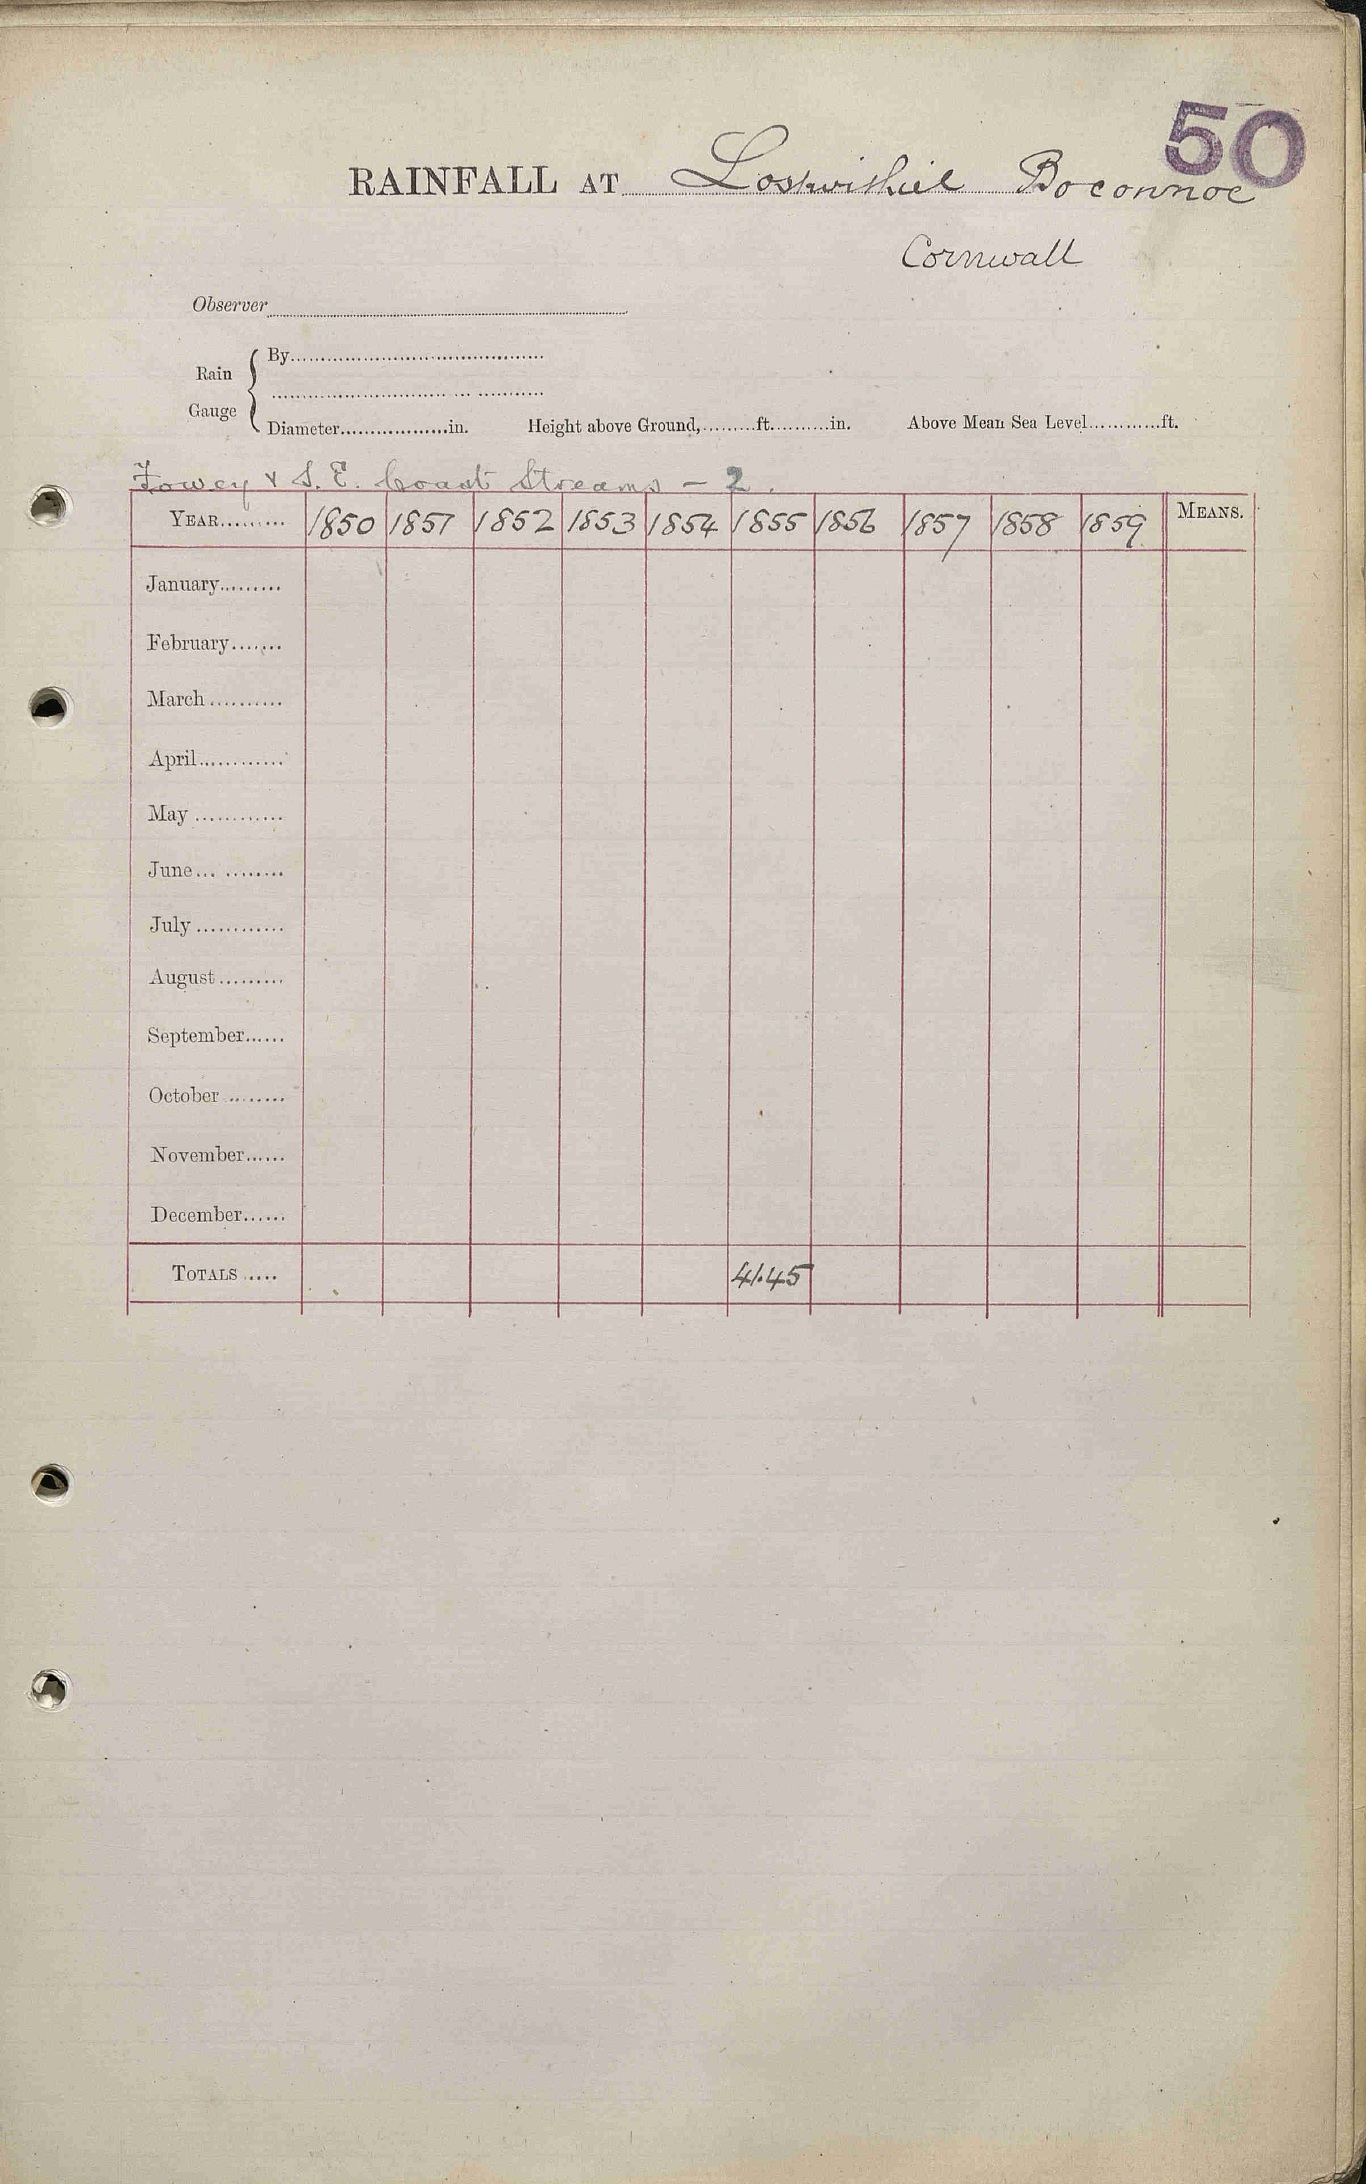 50
RAINFALL AT Lostwithiel Boconnoc
Cornwall
Observer
Rain Gauge { By
Diameter in. Height above Ground, ft. in. Above Mean Sea Level ft.
Fowey & S. E. Coast Streams - 2.
YEAR 1850 1851 1852 1853 1854 1855 1856 1857 1858 1859 MEANS.
January
February
March
April
May
June
July
August
September
October
November
December
TOTALS 41.45